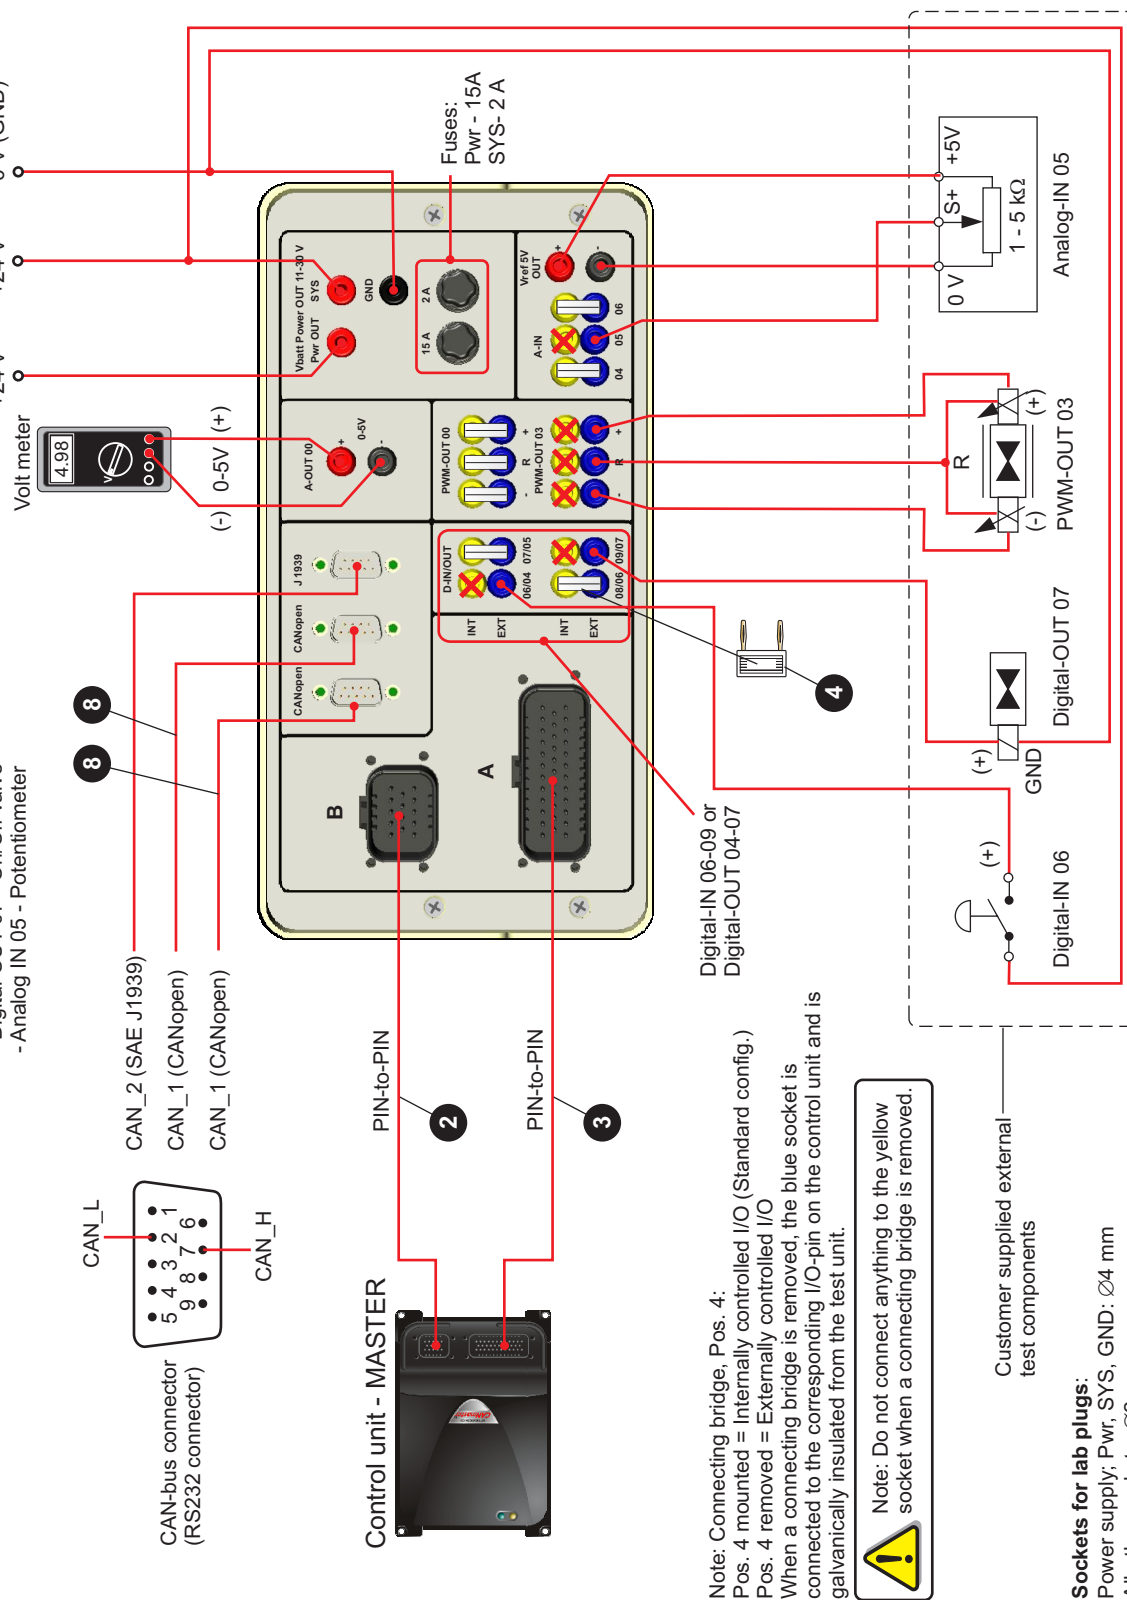 - Analog IN 05 - Potentiometer
CAN_2 (SAE J1939)
CAN_1 (CANopen)
CAN_1 (CANopen)
8
8
CAN_L
5 4 3 2 1
9 8 7 6
CAN_H
CAN-bus connector
(RS232 connector)
Volt meter
4.98
V
(-) 0-5V (+)
Fuses:
Pwr - 15A
SYS- 2 A
CANopen
CANopen
J1939
A-OUT 00
+
-
0-5V
Vbatt Power OUT 11-30 V
Pwr OUT
SYS
GND
15 A
2 A
B
A
INT
EXT
INT
EXT
D-IN/OUT
06/04
07/05
08/06
09/07
PWM-OUT 00
-
R
+
PWM-OUT 03
-
R
+
A-IN
04
05
06
Vref 5V
OUT
+
-
Control unit - MASTER
PIN-to-PIN
2
PIN-to-PIN
3
4
Digital-IN 06-09 or
Digital-OUT 04-07
Note: Connecting bridge, Pos. 4:
Pos. 4 mounted = Internally controlled I/O (Standard config.)
Pos. 4 removed = Externally controlled I/O
When a connecting bridge is removed, the blue socket is
connected to the corresponding I/O-pin on the control unit and is
galvanically insulated from the test unit.
Note: Do not connect anything to the yellow
socket when a connecting bridge is removed.
Customer supplied external
test components
(+)
Digital-IN 06
(+)
GND
Digital-OUT 07
R
(-)
(+)
PWM-OUT 03
0 V
S+
+5V
1 - 5 kΩ
Analog-IN 05
Sockets for lab plugs:
Power supply; Pwr, SYS, GND: Ø4 mm